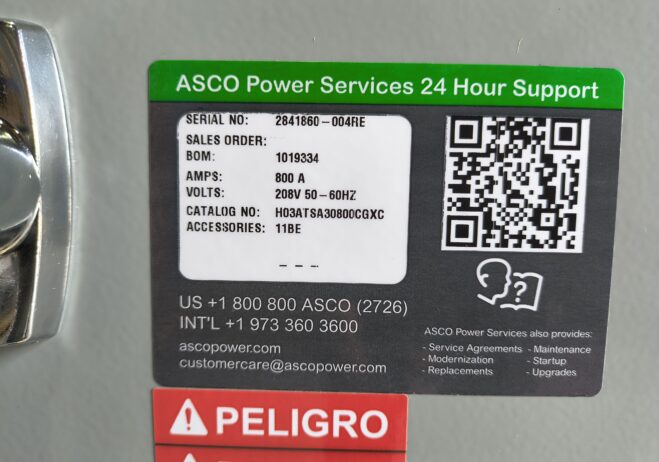 ASCO Power Services 24 Hour Support
SERIAL NO: 2841860-004RE
SALES ORDER:
BOM: 1019334
AMPS: 800 A
VOLTS: 208V 50-60HZ
CATALOG NO: H03ATSA30800CGXC
ACCESSORIES: 11BE
---
US +1 800 800 ASCO (2726)
INT'L +1 973 360 3600
ascopower.com
customercare@ascopower.com
?
ASCO Power Services also provides:
- Service Agreements - Maintenance
- Modernization - Startup
- Replacements - Upgrades
PELIGRO